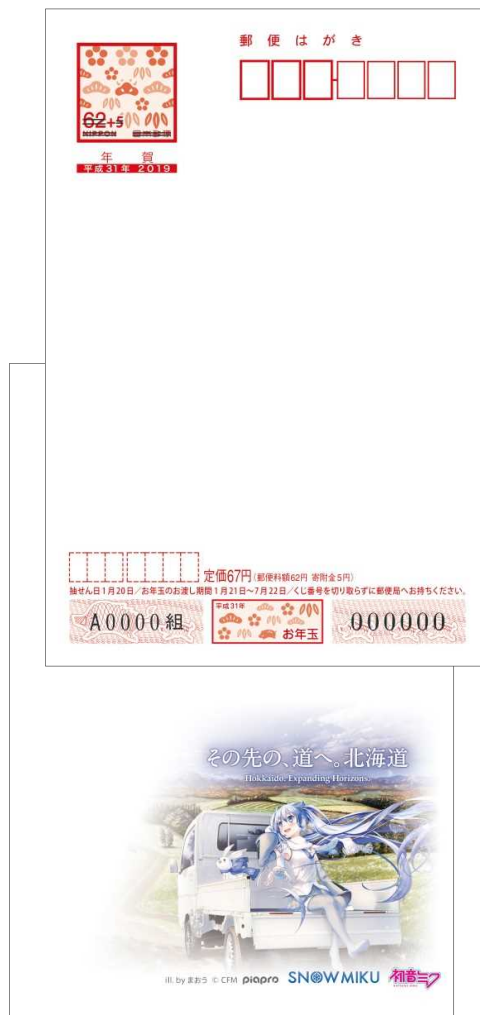 郵便はがき
62+5
NIPPON
年賀
平成31年 2019
定価67円(郵便料額62円 寄附金5円)
抽せん日1月20日/お年玉のお渡し期間1月21日~7月22日/くじ番号を切り取らずに郵便局へお持ちください。
A0000組
平成31年
お年玉
000000
その先の、道へ。北海道
Hokkaido. Expanding Horizons.
ill. by まおう © CFM piapro SNOW MIKU 初音ミク